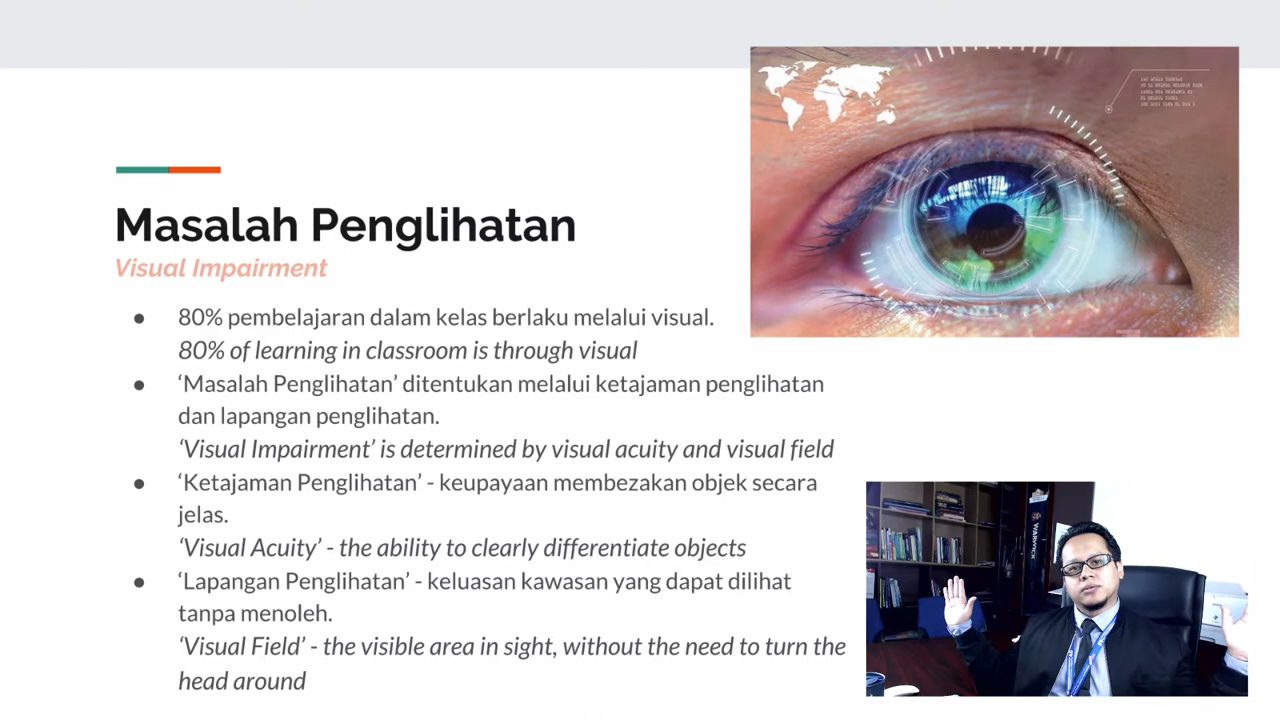 Masalah Penglihatan
Visual Impairment
● 80% pembelajaran dalam kelas berlaku melalui visual.
80% of learning in classroom is through visual
● ‘Masalah Penglihatan’ ditentukan melalui ketajaman penglihatan
dan lapangan penglihatan.
‘Visual Impairment’ is determined by visual acuity and visual field
● ‘Ketajaman Penglihatan’ - keupayaan membezakan objek secara
jelas.
‘Visual Acuity’ - the ability to clearly differentiate objects
● ‘Lapangan Penglihatan’ - keluasan kawasan yang dapat dilihat
tanpa menoleh.
‘Visual Field’ - the visible area in sight, without the need to turn the
head around
WARWICK